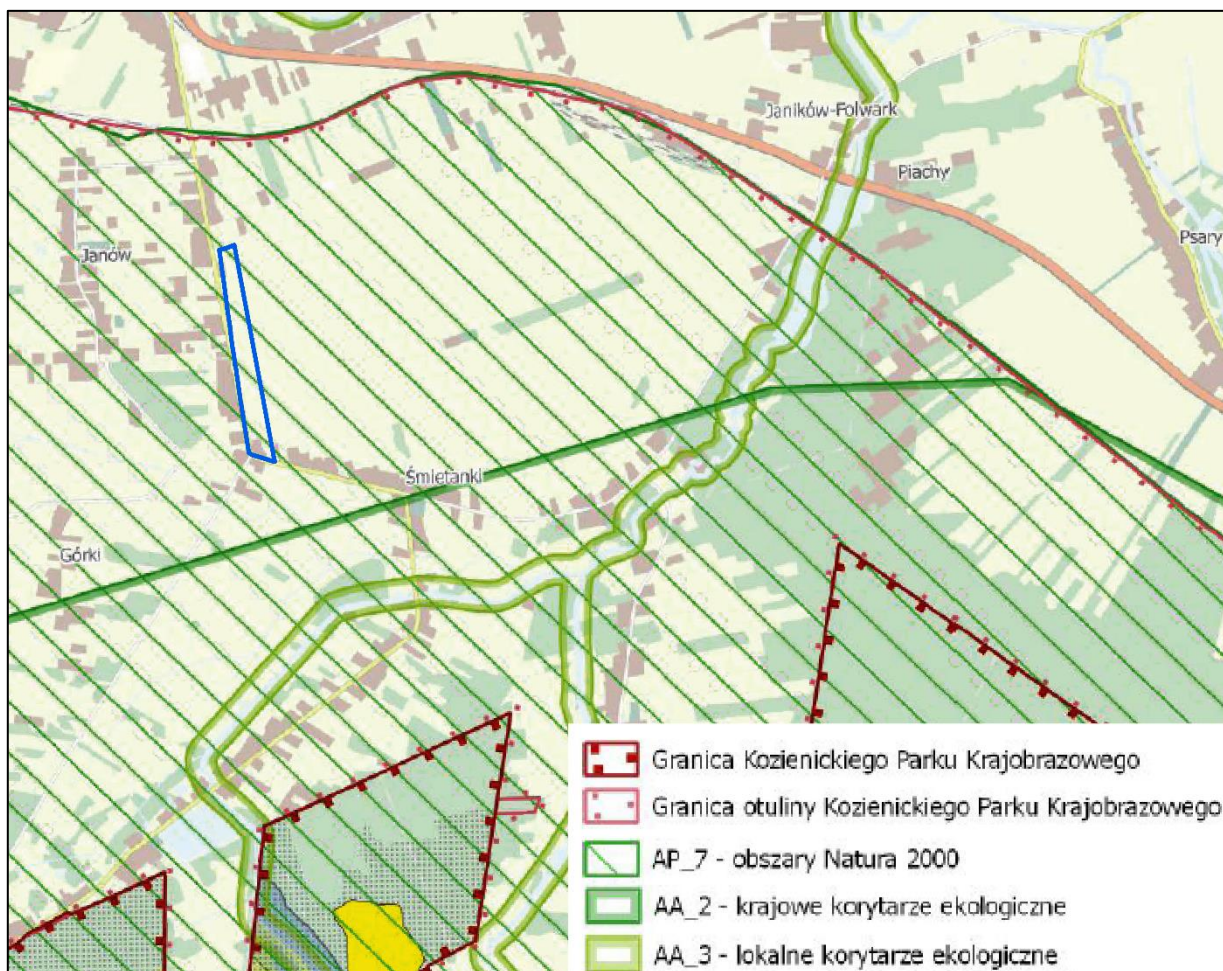 Janików-Folwark
Piachy
Psary
Janów
Śmietanki
Górki
Granica Kozienickiego Parku Krajobrazowego
Granica otuliny Kozienickiego Parku Krajobrazowego
AP_7 - obszary Natura 2000
AA_2 - krajowe korytarze ekologiczne
AA_3 - lokalne korytarze ekologiczne